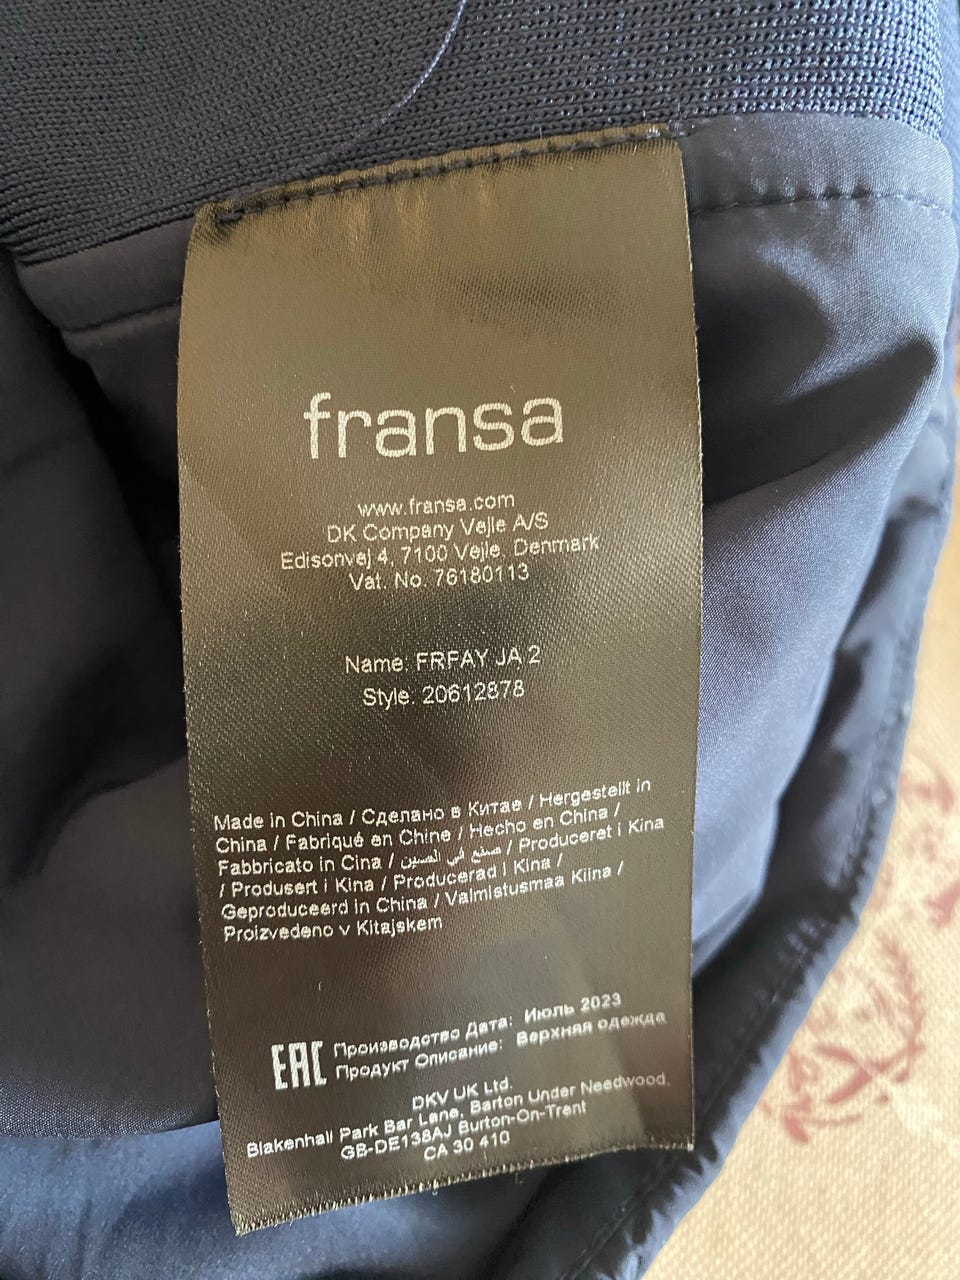 fransa
www.fransa.com
DK Company Vejle A/S
Edisonvej 4, 7100 Vejle, Denmark
Vat. No. 76180113
Name: FRFAY JA 2
Style. 20612878
Made in China / Сделано в Китае / Hergestellt in
China / Fabriqué en Chine / Hecho en China /
Fabbricato in Cina / صنع في الصين / Produceret i Kina
/ Produsert i Kina / Producerad i Kina /
Geproduceerd in China / Valmistusmaa Kiina /
Proizvedeno v Kitajskem
EAC Производство Дата: Июль 2023
Продукт Описание: Верхняя одежда
DKV UK Ltd.
Blakenhall Park Bar Lane, Barton Under Needwood,
GB-DE138AJ Burton-On-Trent
CA 30 410